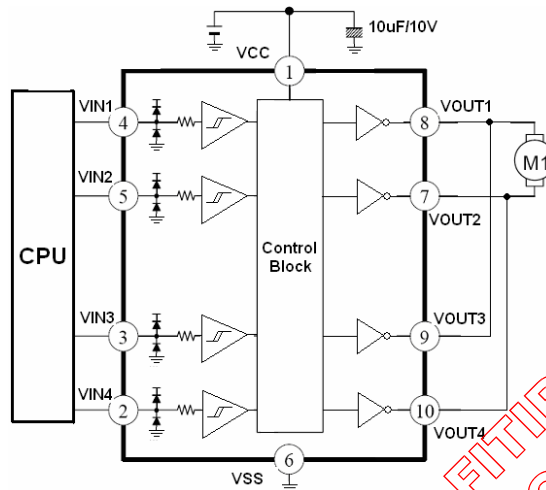 10uF/10V
VCC
1
VIN1
4
VOUT1
8
M1
VIN2
5
7
VOUT2
CPU
Control
Block
VIN3
3
VOUT3
9
VIN4
2
10
VOUT4
6
VSS